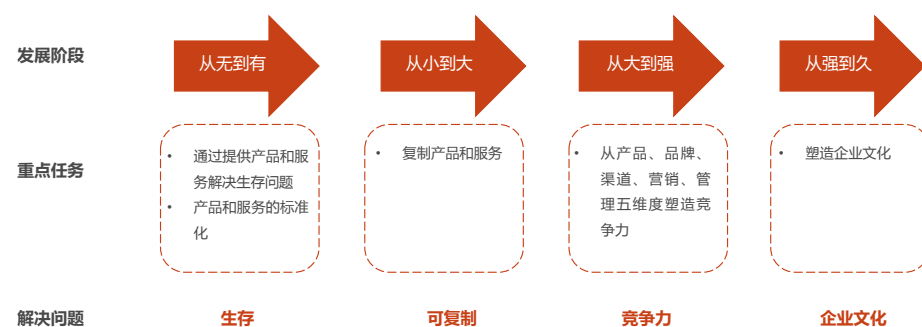 发展阶段
从无到有
从小到大
从大到强
从强到久
重点任务
• 通过提供产品和服
务解决生存问题
• 产品和服务的标准
化
• 复制产品和服务
• 从产品、品牌、
渠道、营销、管
理五维度塑造竞
争力
• 塑造企业文化
解决问题
生存
可复制
竞争力
企业文化